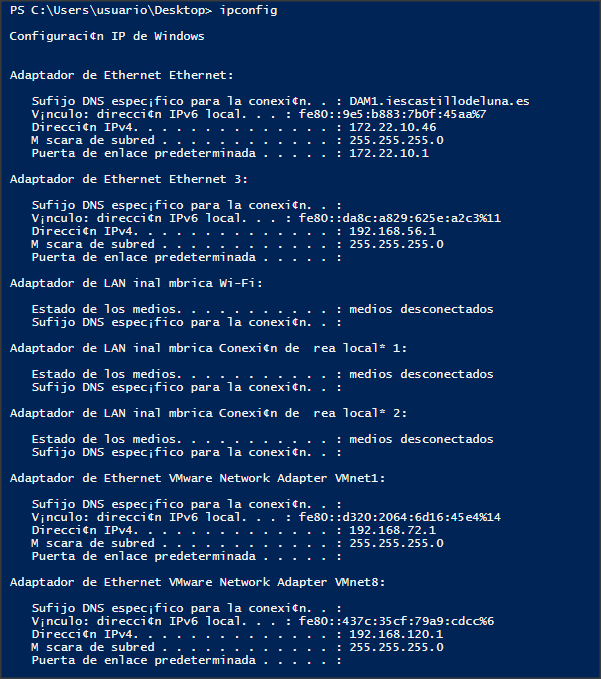 PS C:\Users\usuario\Desktop> ipconfig
Configuraci¢n IP de Windows
Adaptador de Ethernet Ethernet:
Sufijo DNS espec¡fico para la conexi¢n. . : DAM1.iescastillodeluna.es
V¡nculo: direcci¢n IPv6 local. . . : fe80::9e5:b883:7b0f:45aa%7
Direcci¢n IPv4. . . . . . . . . . . . . . : 172.22.10.46
M scara de subred . . . . . . . . . . . . : 255.255.255.0
Puerta de enlace predeterminada . . . . . : 172.22.10.1
Adaptador de Ethernet Ethernet 3:
Sufijo DNS espec¡fico para la conexi¢n. . :
V¡nculo: direcci¢n IPv6 local. . . : fe80::da8c:a829:625e:a2c3%11
Direcci¢n IPv4. . . . . . . . . . . . . . : 192.168.56.1
M scara de subred . . . . . . . . . . . . : 255.255.255.0
Puerta de enlace predeterminada . . . . . :
Adaptador de LAN inal mbrica Wi-Fi:
Estado de los medios. . . . . . . . . . . : medios desconectados
Sufijo DNS espec¡fico para la conexi¢n. . :
Adaptador de LAN inal mbrica Conexi¢n de  rea local* 1:
Estado de los medios. . . . . . . . . . . : medios desconectados
Sufijo DNS espec¡fico para la conexi¢n. . :
Adaptador de LAN inal mbrica Conexi¢n de  rea local* 2:
Estado de los medios. . . . . . . . . . . : medios desconectados
Sufijo DNS espec¡fico para la conexi¢n. . :
Adaptador de Ethernet VMware Network Adapter VMnet1:
Sufijo DNS espec¡fico para la conexi¢n. . :
V¡nculo: direcci¢n IPv6 local. . . : fe80::d320:2064:6d16:45e4%14
Direcci¢n IPv4. . . . . . . . . . . . . . : 192.168.72.1
M scara de subred . . . . . . . . . . . . : 255.255.255.0
Puerta de enlace predeterminada . . . . . :
Adaptador de Ethernet VMware Network Adapter VMnet8:
Sufijo DNS espec¡fico para la conexi¢n. . :
V¡nculo: direcci¢n IPv6 local. . . : fe80::437c:35cf:79a9:cdcc%6
Direcci¢n IPv4. . . . . . . . . . . . . . : 192.168.120.1
M scara de subred . . . . . . . . . . . . : 255.255.255.0
Puerta de enlace predeterminada . . . . . :